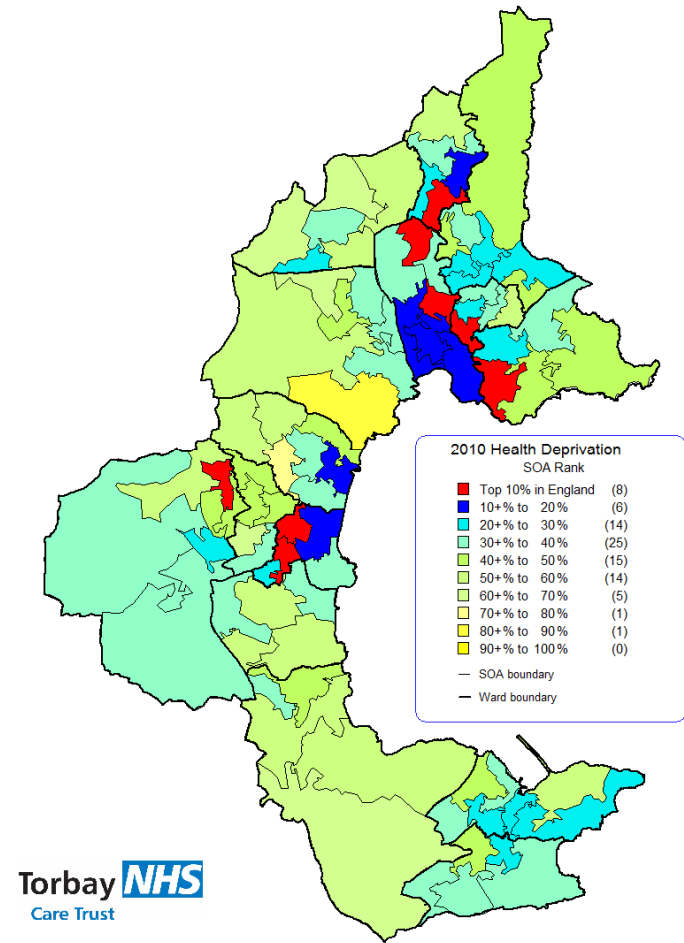 2010 Health Deprivation
SOA Rank
Top 10% in England (8)
10+% to 20% (6)
20+% to 30% (14)
30+% to 40% (25)
40+% to 50% (15)
50+% to 60% (14)
60+% to 70% (5)
70+% to 80% (1)
80+% to 90% (1)
90+% to 100% (0)
SOA boundary
Ward boundary
Torbay NHS
Care Trust